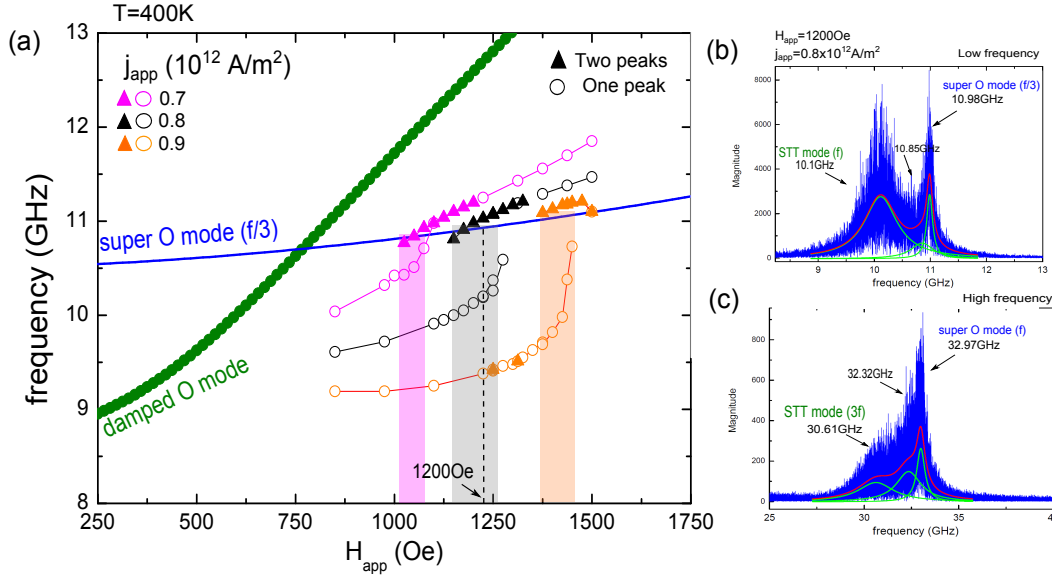 T=400K
(a)
j_app (10^12 A/m^2)
0.7
0.8
0.9
Two peaks
One peak
super O mode (f/3)
damped O mode
1200Oe
frequency (GHz)
13
12
11
10
9
8
250 500 750 1000 1250 1500 1750
H_app (Oe)
(b)
H_app=1200Oe
j_app=0.8x10^12A/m^2
Low frequency
super O mode (f/3)
10.98GHz
10.85GHz
STT mode (f)
10.1GHz
Magnitude
8000
6000
4000
2000
0
9 10 11 12 13
frequency (GHz)
(c)
High frequency
super O mode (f)
32.97GHz
32.32GHz
STT mode (3f)
30.61GHz
Magnitude
800
600
400
200
0
25 30 35
frequency (GHz)